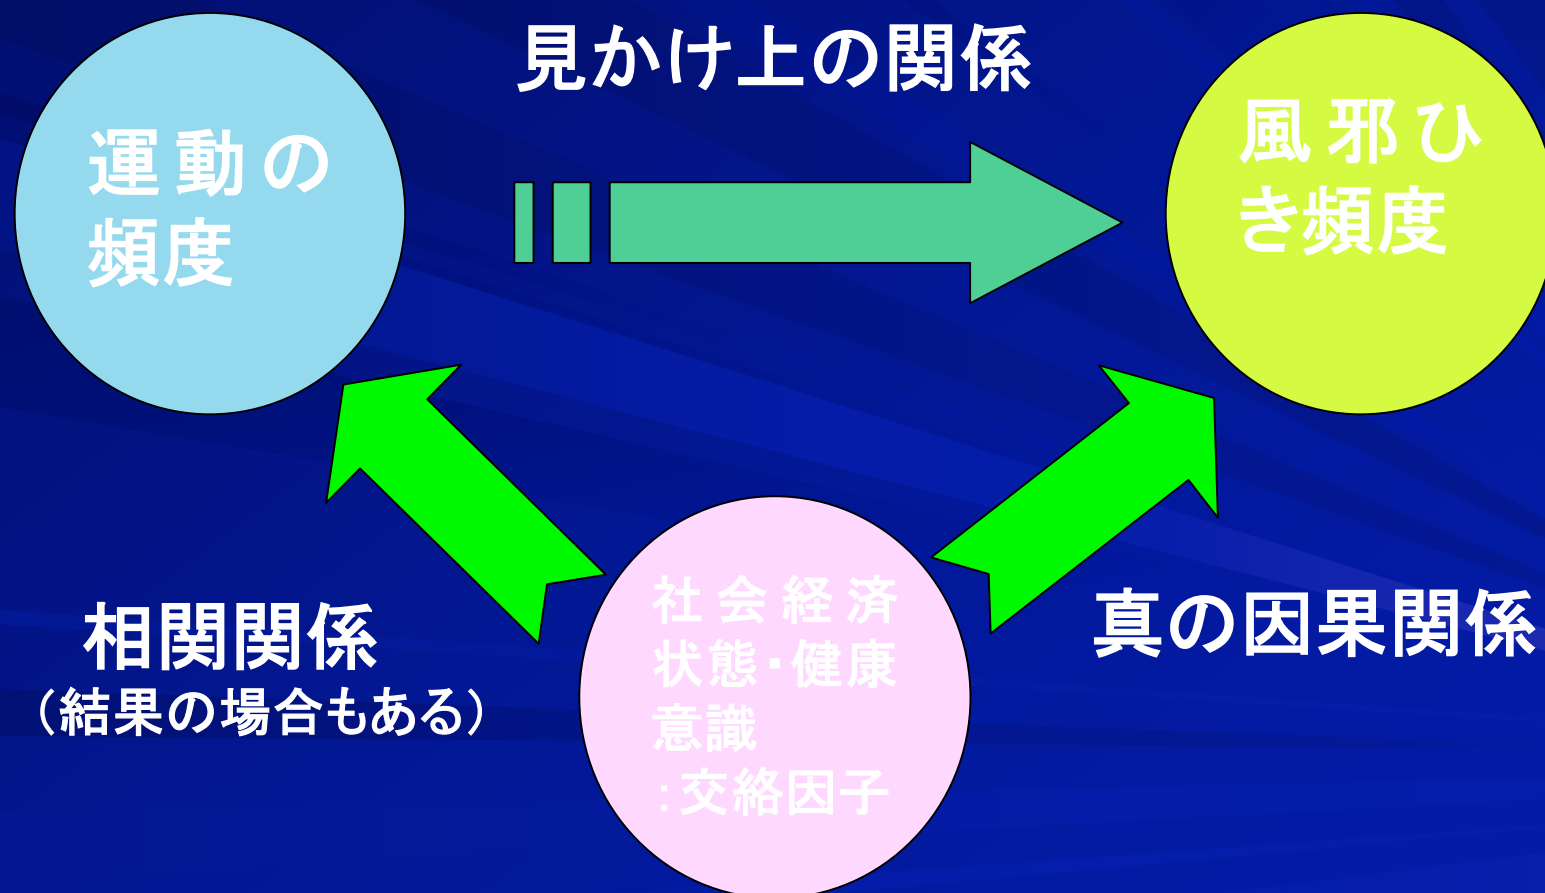 見かけ上の関係
運動の
頻度
風邪ひ
き頻度
社会経済
状態・健康
意識
:交絡因子
相関関係
(結果の場合もある)
真の因果関係